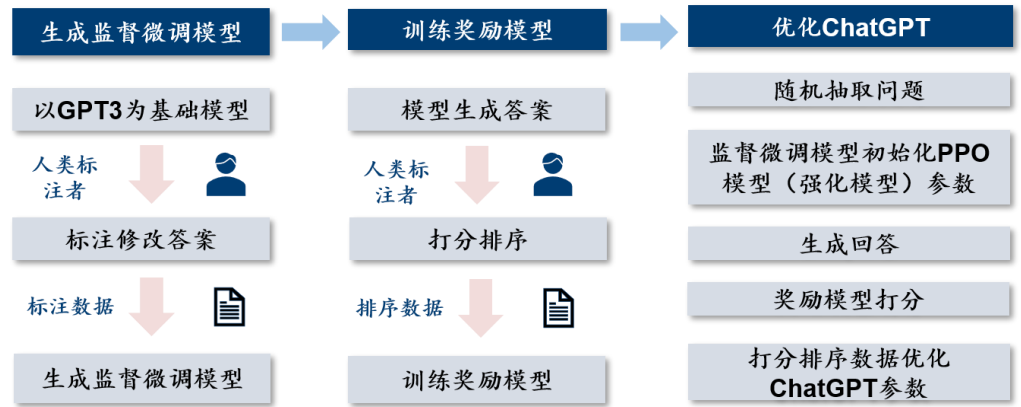 生成监督微调模型
训练奖励模型
优化ChatGPT
以GPT3为基础模型
人类标
注者
标注修改答案
标注数据
生成监督微调模型
模型生成答案
人类标
注者
打分排序
排序数据
训练奖励模型
随机抽取问题
监督微调模型初始化PPO
模型（强化模型）参数
生成回答
奖励模型打分
打分排序数据优化
ChatGPT参数